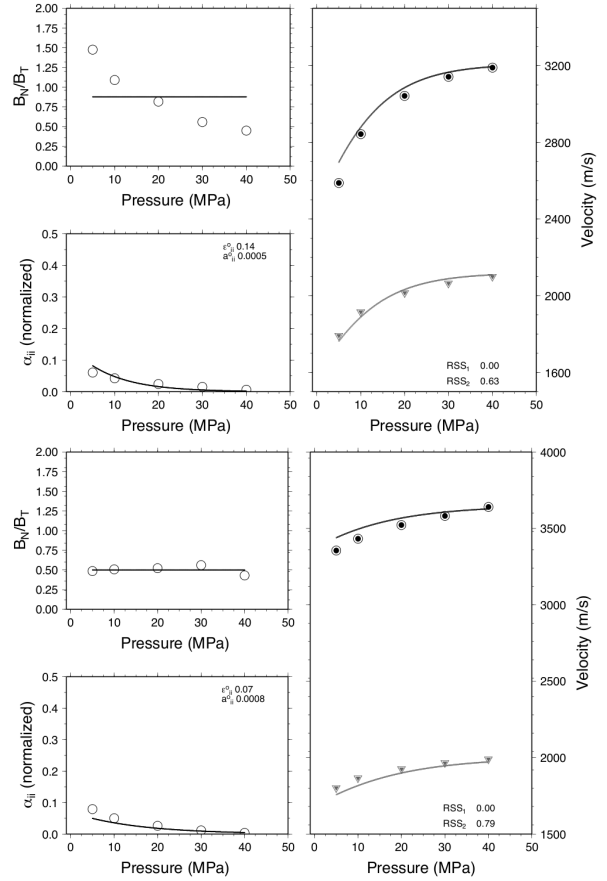 B_N/B_T
2.00
1.75
1.50
1.25
1.00
0.75
0.50
0.25
0.00
0 10 20 30 40 50
Pressure (MPa)
α_ii (normalized)
0.5
0.4
0.3
0.2
0.1
0.0
ε°_ii 0.14
a°_ii 0.0005
0 10 20 30 40 50
Pressure (MPa)
3200
2800
2400
2000
1600
Velocity (m/s)
RSS₁ 0.00
RSS₂ 0.63
0 10 20 30 40 50
Pressure (MPa)
B_N/B_T
2.00
1.75
1.50
1.25
1.00
0.75
0.50
0.25
0.00
0 10 20 30 40 50
Pressure (MPa)
α_ii (normalized)
0.5
0.4
0.3
0.2
0.1
0.0
ε°_ii 0.07
a°_ii 0.0008
0 10 20 30 40 50
Pressure (MPa)
4000
3500
3000
2500
2000
1500
Velocity (m/s)
RSS₁ 0.00
RSS₂ 0.79
0 10 20 30 40 50
Pressure (MPa)